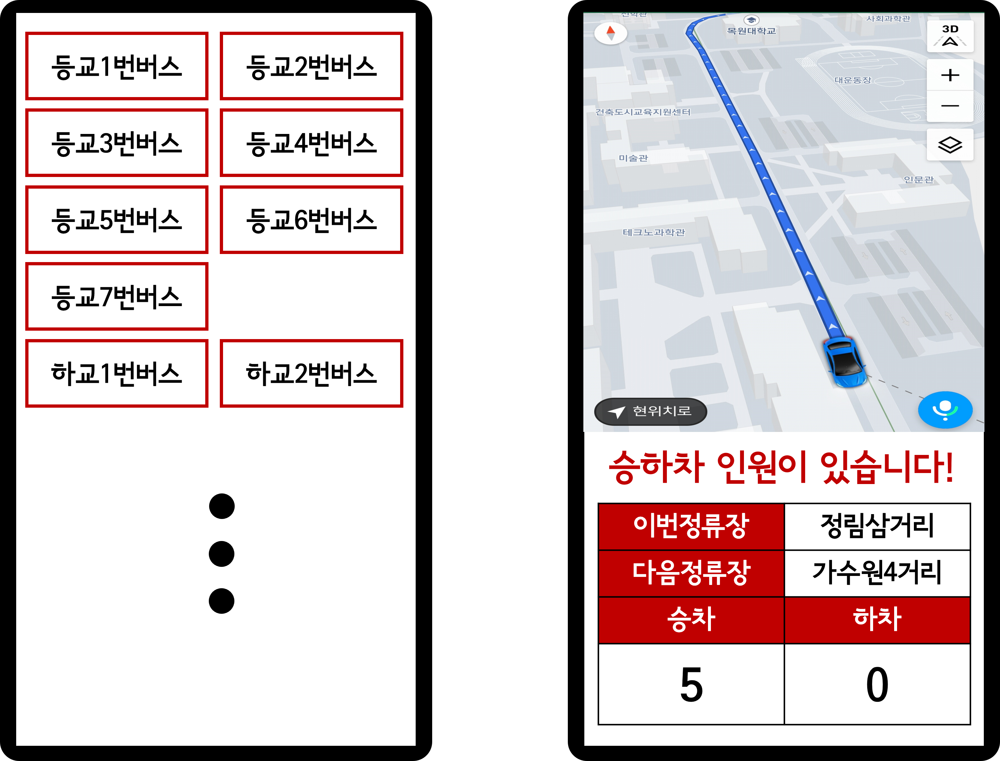 등교1번버스
등교2번버스
등교3번버스
등교4번버스
등교5번버스
등교6번버스
등교7번버스
하교1번버스
하교2번버스
신학관
목원대학교
사회과학관
3D
대운동장
건축도시교육지원센터
미술관
인문관
테크노과학관
현위치로
승하차 인원이 있습니다!
이번정류장 정림삼거리
다음정류장 가수원4거리
승차 하차
5 0